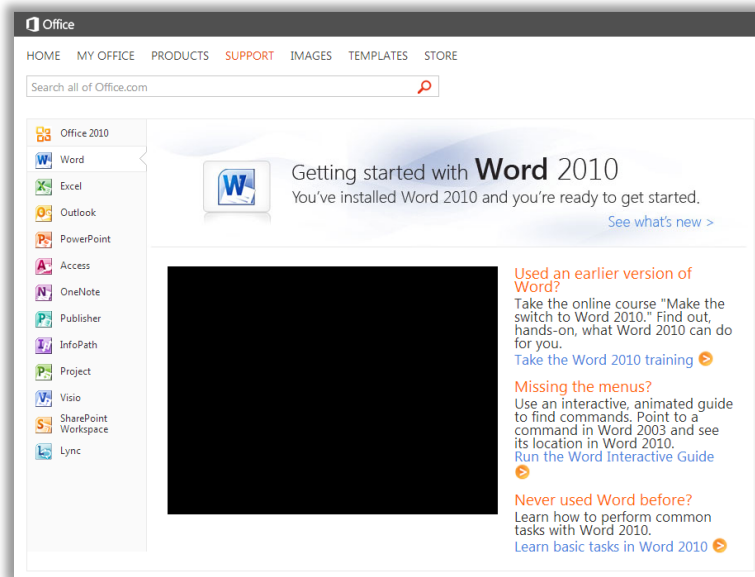 Office
HOME MY OFFICE PRODUCTS SUPPORT IMAGES TEMPLATES STORE
Search all of Office.com
Office 2010
Word
Excel
Outlook
PowerPoint
Access
OneNote
Publisher
InfoPath
Project
Visio
SharePoint
Workspace
Lync
Getting started with Word 2010
You've installed Word 2010 and you're ready to get started.
See what's new >
Used an earlier version of
Word?
Take the online course "Make the
switch to Word 2010." Find out,
hands-on, what Word 2010 can do
for you.
Take the Word 2010 training
Missing the menus?
Use an interactive, animated guide
to find commands. Point to a
command in Word 2003 and see
its location in Word 2010.
Run the Word Interactive Guide
Never used Word before?
Learn how to perform common
tasks with Word 2010.
Learn basic tasks in Word 2010